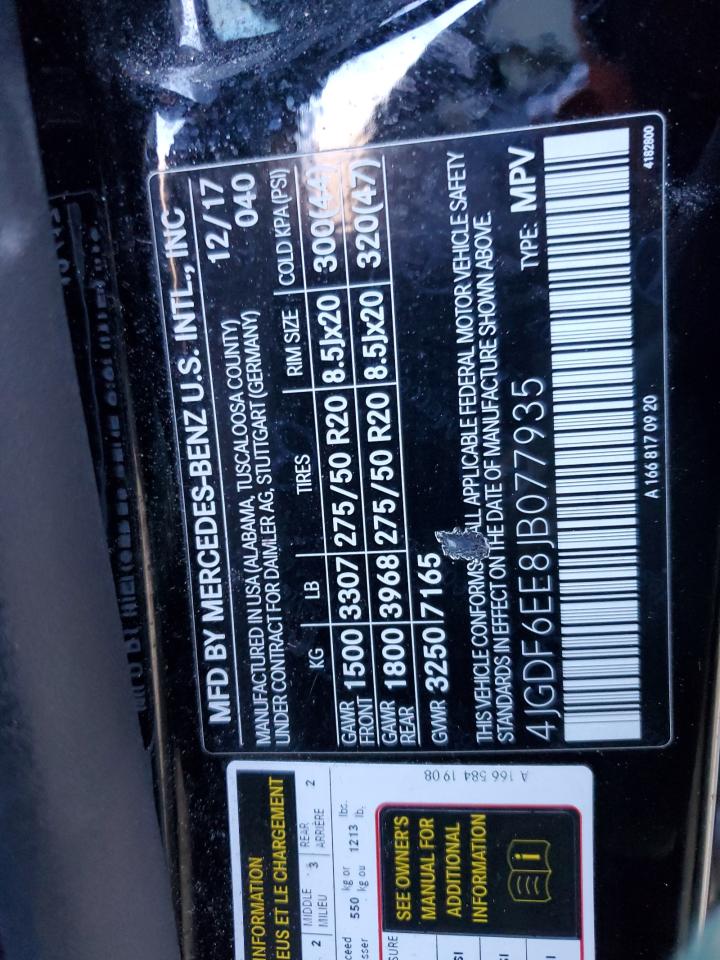 MFD BY MERCEDES-BENZ U.S. INTL., INC
MANUFACTURED IN USA (ALABAMA, TUSCALOOSA COUNTY) 12/17
UNDER CONTRACT FOR DAIMLER AG, STUTTGART (GERMANY) 040
KG LB TIRES RIM SIZE COLD KPA (PSI)
GAWR FRONT 1500 3307 275/50 R20 8.5Jx20 300(44)
GAWR REAR 1800 3968 275/50 R20 8.5Jx20 320(47)
GVWR 3250 7165
THIS VEHICLE CONFORMS ALL APPLICABLE FEDERAL MOTOR VEHICLE SAFETY
STANDARDS IN EFFECT ON THE DATE OF MANUFACTURE SHOWN ABOVE.
4JGDF6EE8JB077935 TYPE: MPV
A 166 817 09 20
4182800
INFORMATION
EUS ET LE CHARGEMENT
2 MIDDLE MILIEU 3 REAR ARRIÈRE 2
ceed 550 kg or 1213 lbs.
sser kg ou lb.
SURE
SEE OWNER'S
MANUAL FOR
ADDITIONAL
INFORMATION
A 166 584 19 08